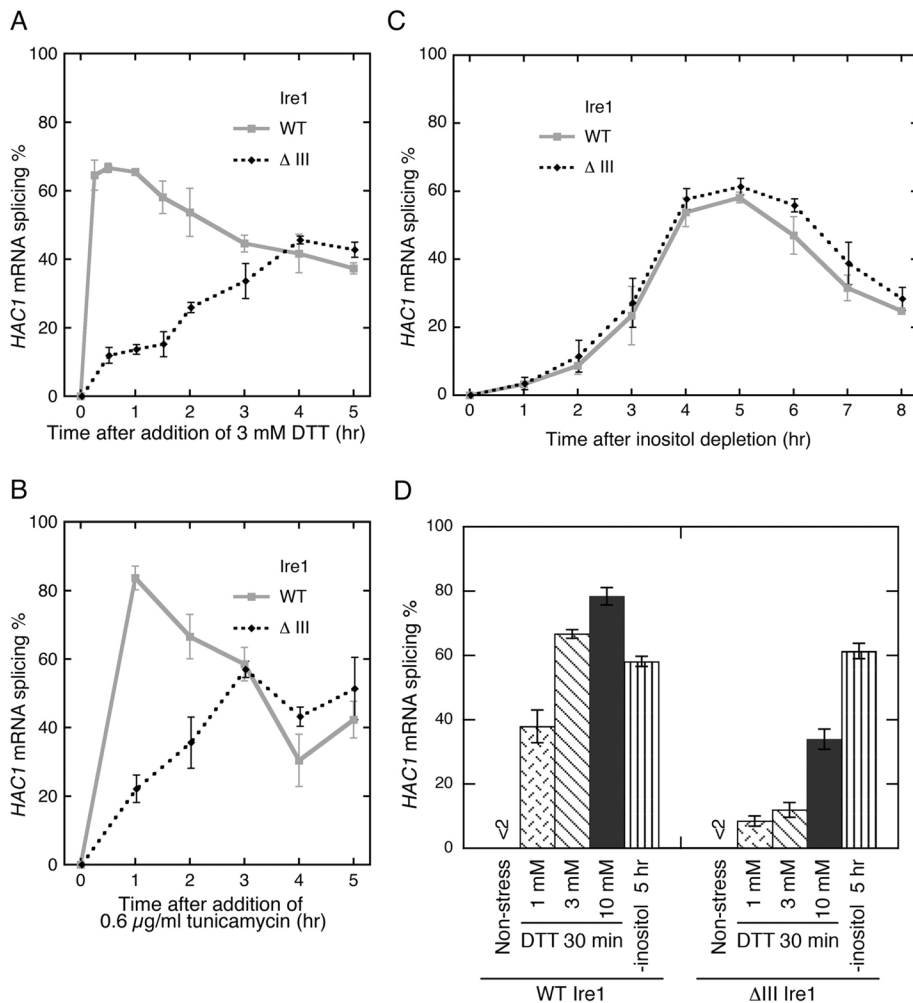 A
HAC1 mRNA splicing %
100
80
60
40
20
0
Ire1
WT
Δ III
0 1 2 3 4 5
Time after addition of 3 mM DTT (hr)
B
HAC1 mRNA splicing %
100
80
60
40
20
0
Ire1
WT
Δ III
0 1 2 3 4 5
Time after addition of
0.6 µg/ml tunicamycin (hr)
C
HAC1 mRNA splicing %
100
80
60
40
20
0
Ire1
WT
Δ III
0 1 2 3 4 5 6 7 8
Time after inositol depletion (hr)
D
HAC1 mRNA splicing %
100
80
60
40
20
0
<2
<2
Non-stress
1 mM
3 mM
10 mM
-inositol 5 hr
DTT 30 min
WT Ire1
Non-stress
1 mM
3 mM
10 mM
-inositol 5 hr
DTT 30 min
ΔIII Ire1